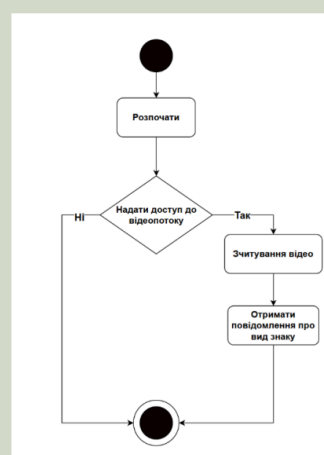 Розпочати
Надати доступ до
відеопотоку
Ні
Так
Зчитування відео
Отримати
повідомлення про
вид знаку